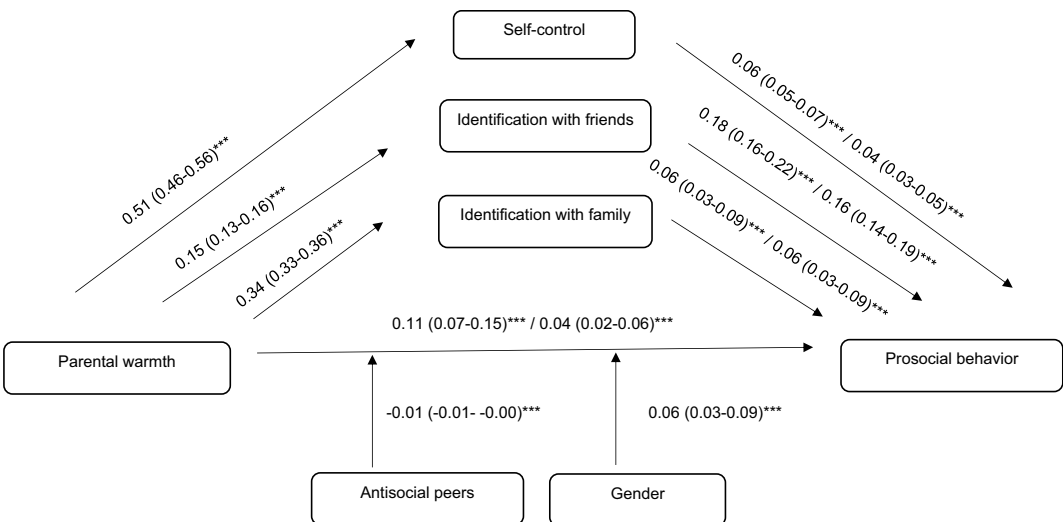 Self-control
0.06 (0.05-0.07)*** / 0.04 (0.03-0.05)***
Identification with friends
0.18 (0.16-0.22)*** / 0.16 (0.14-0.19)***
0.51 (0.46-0.56)***
0.15 (0.13-0.16)***
Identification with family
0.06 (0.03-0.09)*** / 0.06 (0.03-0.09)***
0.34 (0.33-0.36)***
0.11 (0.07-0.15)*** / 0.04 (0.02-0.06)***
Parental warmth
Prosocial behavior
-0.01 (-0.01- -0.00)***
0.06 (0.03-0.09)***
Antisocial peers
Gender